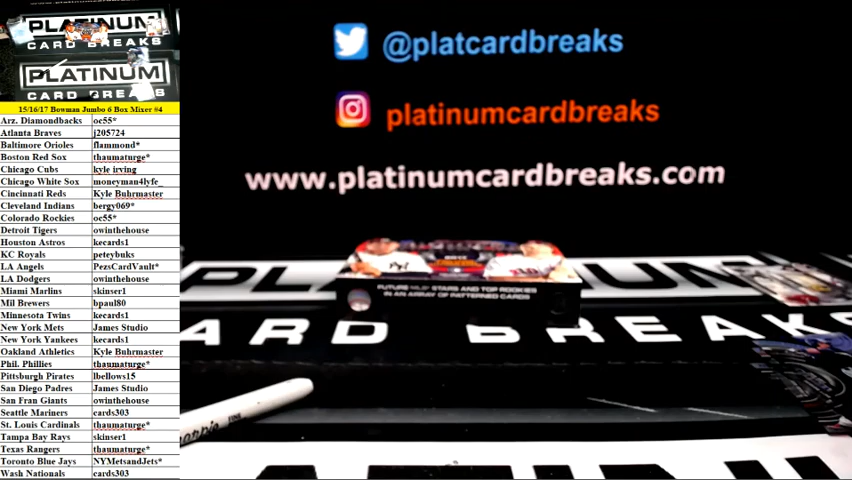 PLATINUM
CARD BREAKS
PLATINUM
CARD BREAKS
15/16/17 Bowman Jumbo 6 Box Mixer #4
Arz. Diamondbacks oc55*
Atlanta Braves j205724
Baltimore Orioles flammond*
Boston Red Sox thaumaturge*
Chicago Cubs kyle irving
Chicago White Sox moneyman4lyfe_
Cincinnati Reds Kyle Buhrmaster
Cleveland Indians bergy069*
Colorado Rockies oc55*
Detroit Tigers owinthehouse
Houston Astros kecards1
KC Royals peteybuks
LA Angels PezsCardVault*
LA Dodgers owinthehouse
Miami Marlins skinser1
Mil Brewers bpaul80
Minnesota Twins kecards1
New York Mets James Studio
New York Yankees kecards1
Oakland Athletics Kyle Buhrmaster
Phil. Phillies thaumaturge*
Pittsburgh Pirates lbellows15
San Diego Padres James Studio
San Fran Giants owinthehouse
Seattle Mariners cards303
St. Louis Cardinals thaumaturge*
Tampa Bay Rays skinser1
Texas Rangers thaumaturge*
Toronto Blue Jays NYMetsandJets*
Wash Nationals cards303
@platcardbreaks
platinumcardbreaks
www.platinumcardbreaks.com
FUTURE MLB STARS AND TOP ROOKIES
IN AN ARRAY OF PATTERNED CARDS
CARD BREAKS